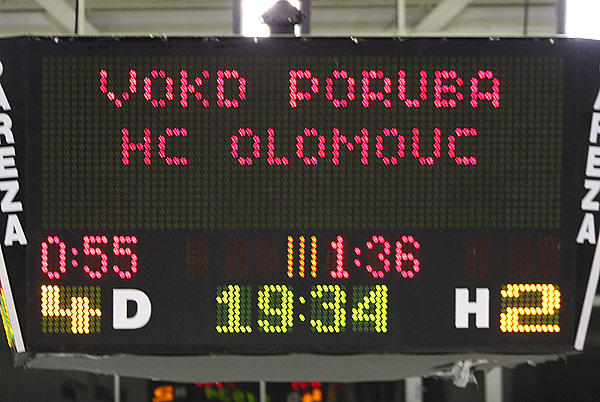 VOKD PORUBA
HC OLOMOUC
0:55 1:36
4 D 19:34 H 2
AREZA
AREZA